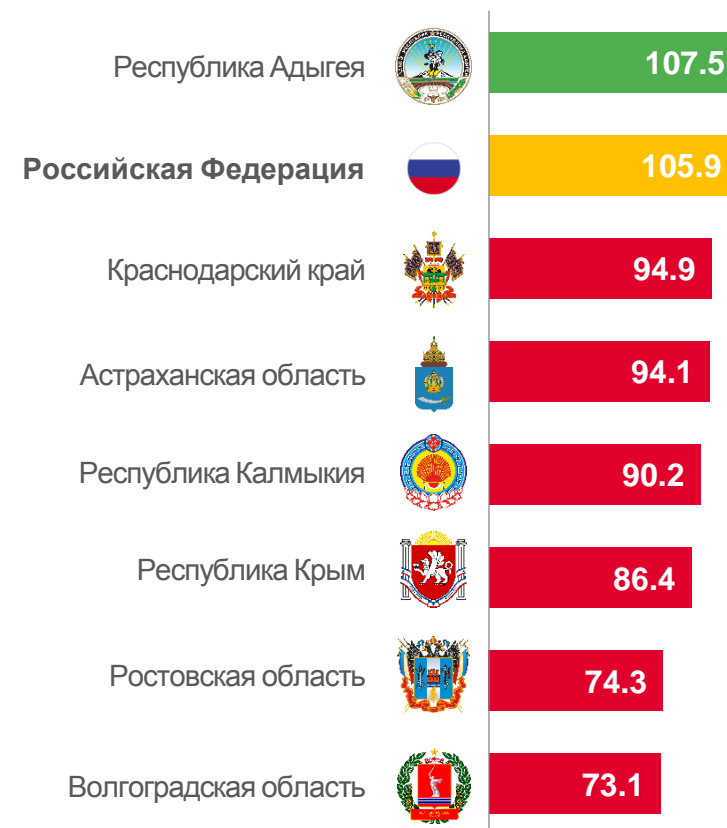 Республика Адыгея 107.5
Российская Федерация 105.9
Краснодарский край 94.9
Астраханская область 94.1
Республика Калмыкия 90.2
Республика Крым 86.4
Ростовская область 74.3
Волгоградская область 73.1